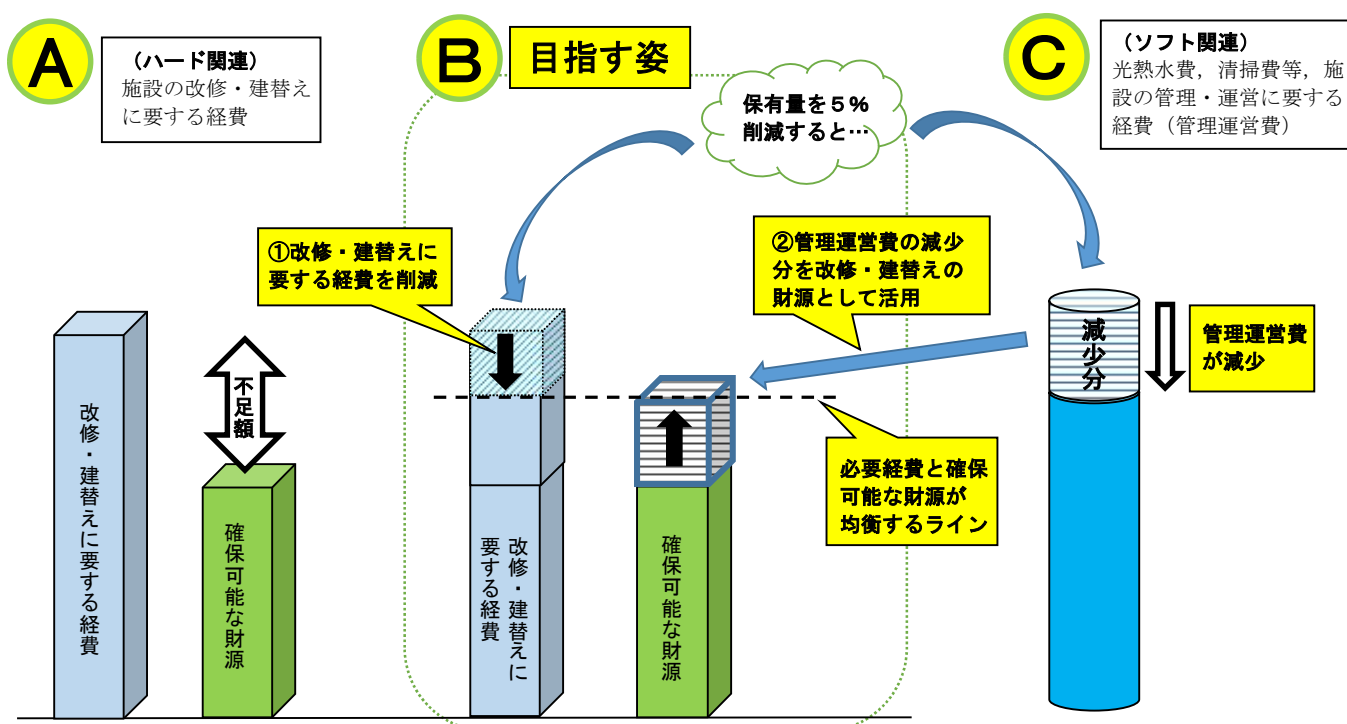 A
(ハード関連)
施設の改修・建替え
に要する経費
B
目指す姿
C
(ソフト関連)
光熱水費，清掃費等，施
設の管理・運営に要する
経費（管理運営費）
保有量を５％
削減すると…
①改修・建替えに
要する経費を削減
②管理運営費の減少
分を改修・建替えの
財源として活用
不足額
減少分
管理運営費
が減少
必要経費と確保
可能な財源が
均衡するライン
改修・建替えに要する経費
確保可能な財源
改修・建替えに
要する経費
確保可能な財源